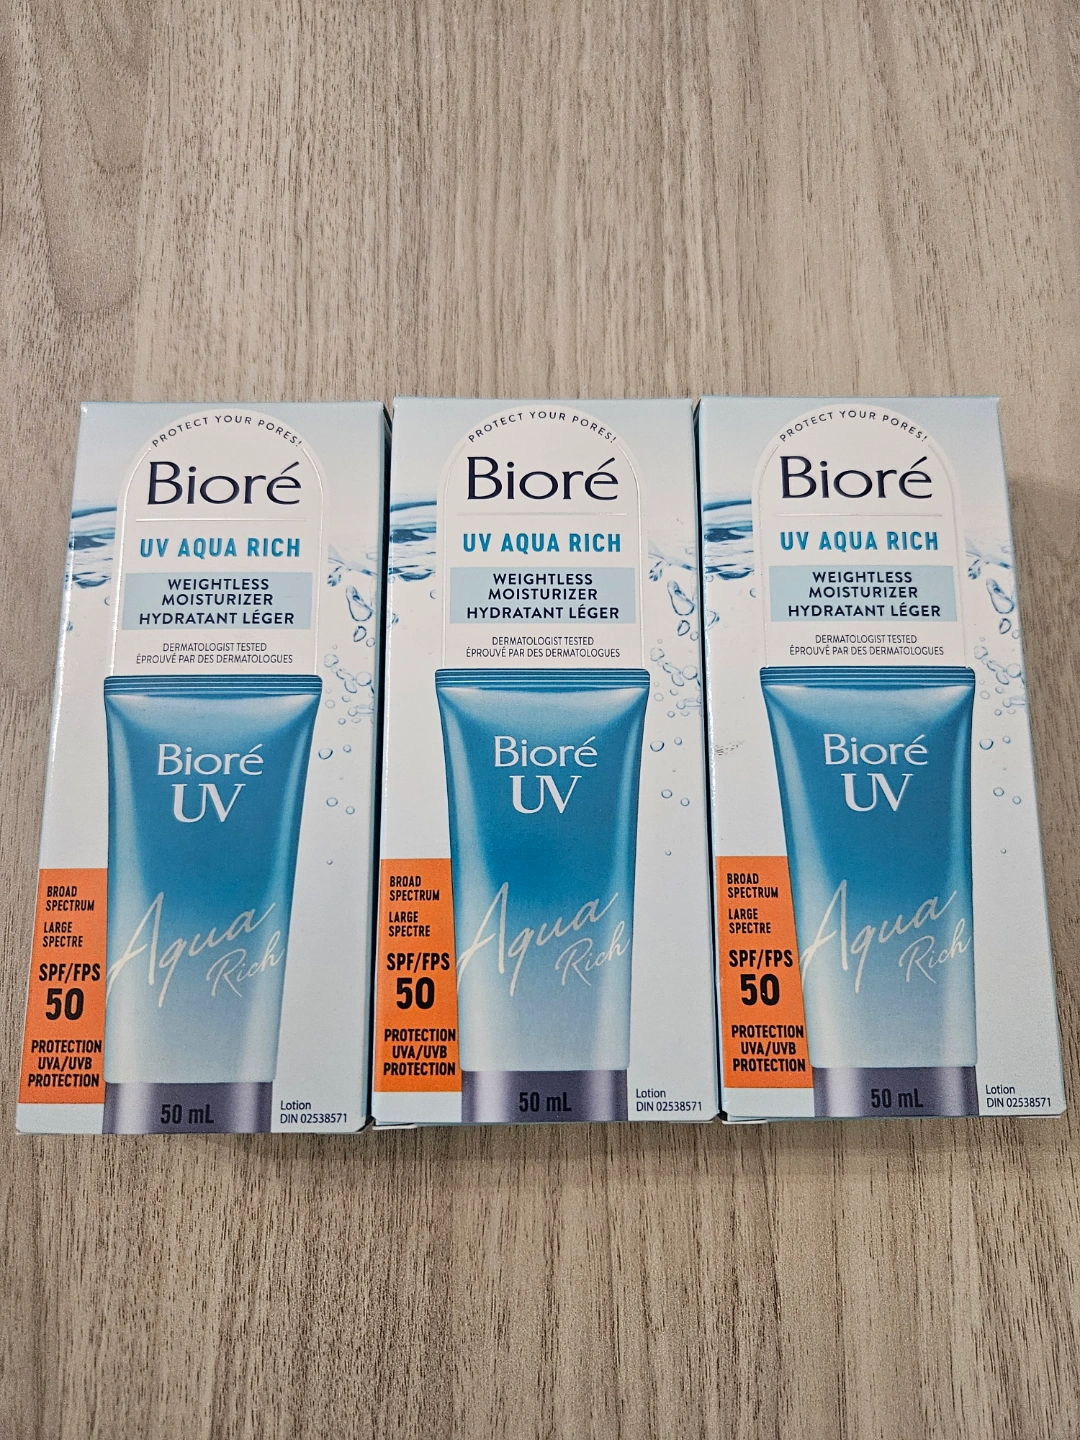 PROTECT YOUR PORES!
Bioré
UV AQUA RICH
WEIGHTLESS
MOISTURIZER
HYDRATANT LÉGER
DERMATOLOGIST TESTED
ÉPROUVÉ PAR DES DERMATOLOGUES
Bioré
UV
Aqua
Rich
BROAD
SPECTRUM
LARGE
SPECTRE
SPF/FPS
50
PROTECTION
UVA/UVB
PROTECTION
50 mL
Lotion
DIN 02538571
PROTECT YOUR PORES!
Bioré
UV AQUA RICH
WEIGHTLESS
MOISTURIZER
HYDRATANT LÉGER
DERMATOLOGIST TESTED
ÉPROUVÉ PAR DES DERMATOLOGUES
Bioré
UV
Aqua
Rich
BROAD
SPECTRUM
LARGE
SPECTRE
SPF/FPS
50
PROTECTION
UVA/UVB
PROTECTION
50 mL
Lotion
DIN 02538571
PROTECT YOUR PORES!
Bioré
UV AQUA RICH
WEIGHTLESS
MOISTURIZER
HYDRATANT LÉGER
DERMATOLOGIST TESTED
ÉPROUVÉ PAR DES DERMATOLOGUES
Bioré
UV
Aqua
Rich
BROAD
SPECTRUM
LARGE
SPECTRE
SPF/FPS
50
PROTECTION
UVA/UVB
PROTECTION
50 mL
Lotion
DIN 02538571